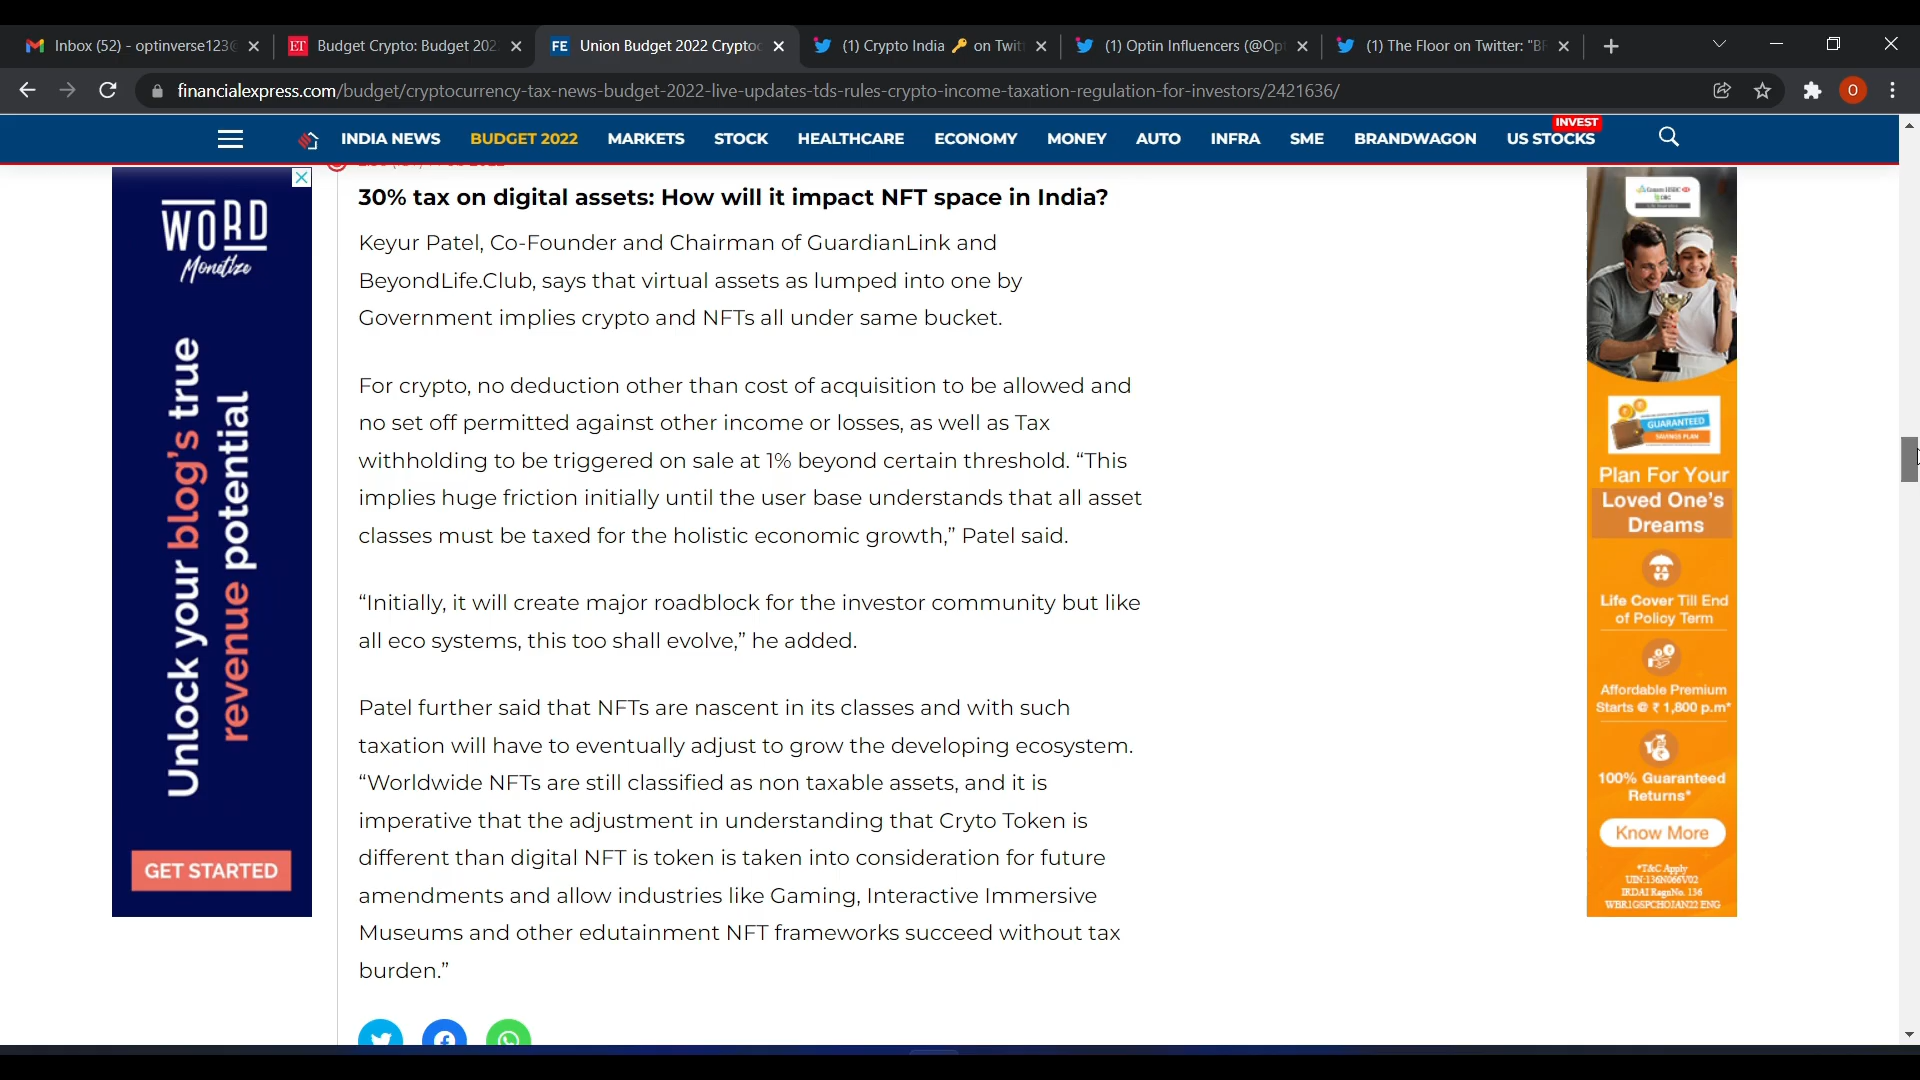 Inbox (52) - optinverse123
Budget Crypto: Budget 202
Union Budget 2022 Cryptoc
(1) Crypto India 🔑 on Twit
(1) Optin Influencers (@Op
(1) The Floor on Twitter: "BR
financialexpress.com/budget/cryptocurrency-tax-news-budget-2022-live-updates-tds-rules-crypto-income-taxation-regulation-for-investors/2421636/
O
INDIA NEWS
BUDGET 2022
MARKETS
STOCK
HEALTHCARE
ECONOMY
MONEY
AUTO
INFRA
SME
BRANDWAGON
INVEST
US STOCKS
WORD
Monetize
Unlock your blog's true
revenue potential
GET STARTED
30% tax on digital assets: How will it impact NFT space in India?
Keyur Patel, Co-Founder and Chairman of GuardianLink and
BeyondLife.Club, says that virtual assets as lumped into one by
Government implies crypto and NFTs all under same bucket.
For crypto, no deduction other than cost of acquisition to be allowed and
no set off permitted against other income or losses, as well as Tax
withholding to be triggered on sale at 1% beyond certain threshold. “This
implies huge friction initially until the user base understands that all asset
classes must be taxed for the holistic economic growth,” Patel said.
“Initially, it will create major roadblock for the investor community but like
all eco systems, this too shall evolve,” he added.
Patel further said that NFTs are nascent in its classes and with such
taxation will have to eventually adjust to grow the developing ecosystem.
“Worldwide NFTs are still classified as non taxable assets, and it is
imperative that the adjustment in understanding that Cryto Token is
different than digital NFT is token is taken into consideration for future
amendments and allow industries like Gaming, Interactive Immersive
Museums and other edutainment NFT frameworks succeed without tax
burden.”
GUARANTEED
SAVINGS PLAN
Plan For Your
Loved One's
Dreams
Life Cover Till End
of Policy Term
Affordable Premium
Starts @ ₹ 1,800 p.m*
100% Guaranteed
Returns*
Know More
*T&C Apply
UIN:136N066V02
IRDAI RegnNo. 136
WBR1GSPCHOJAN22 ENG